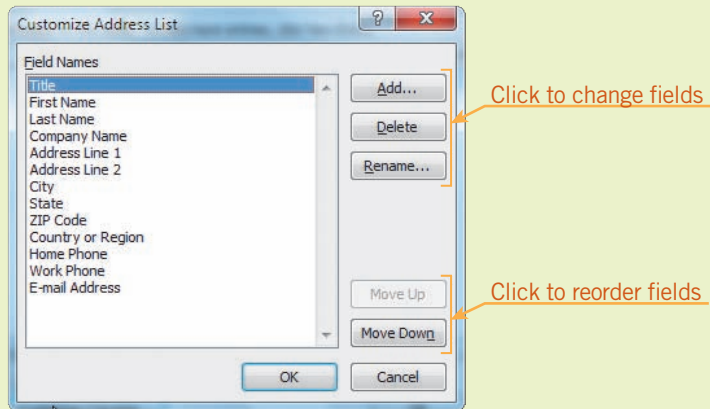 Customize Address List
?
X
Field Names
Title
First Name
Last Name
Company Name
Address Line 1
Address Line 2
City
State
ZIP Code
Country or Region
Home Phone
Work Phone
E-mail Address
Add...
Delete
Rename...
Click to change fields
Move Up
Move Down
Click to reorder fields
OK
Cancel